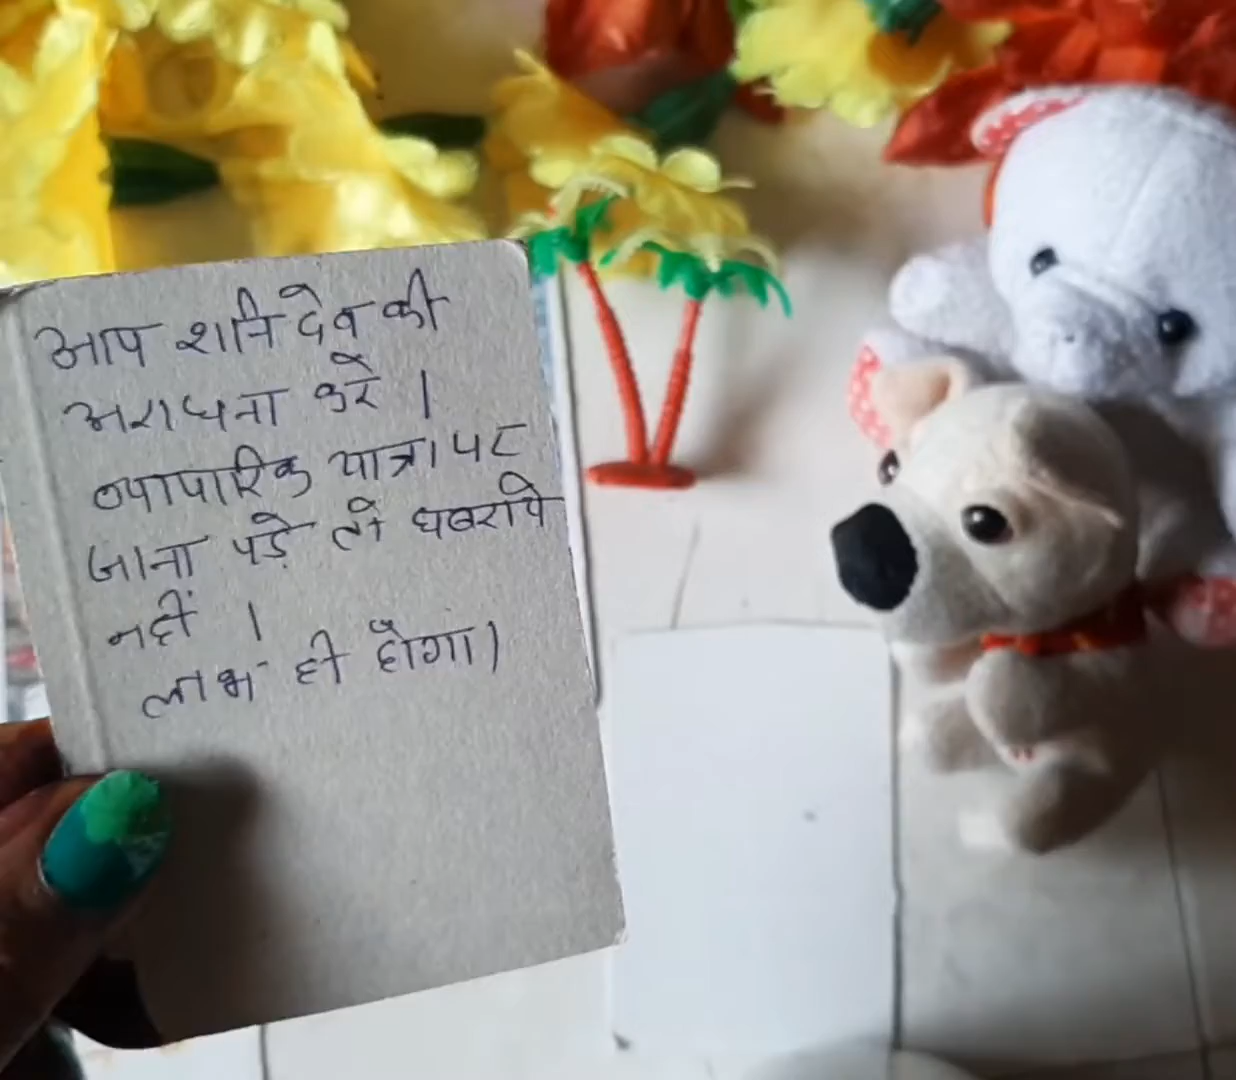 आप शनि देव की
अराधना करे ।
व्यापारिक यात्रा पर
जाना पड़े तो घबराये
नहीं ।
लाभ ही होगा।